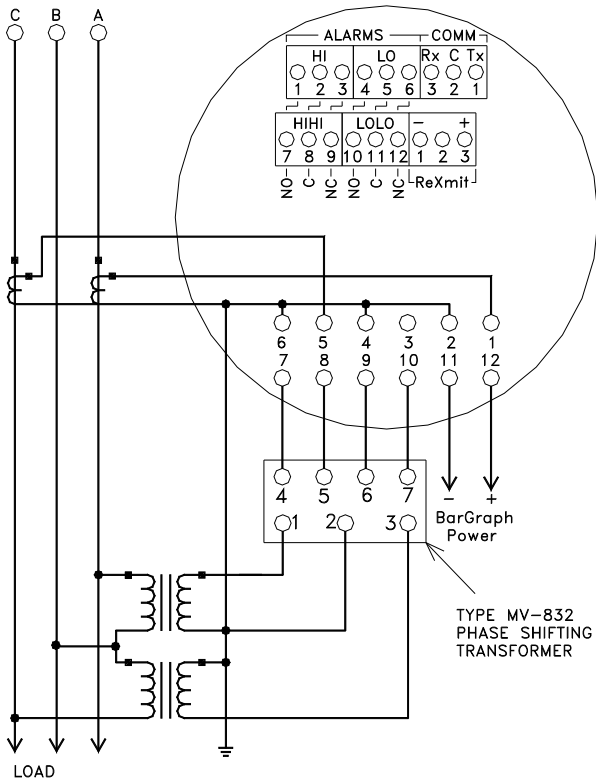 C B A
ALARMS COMM
HI LO Rx C Tx
1 2 3 4 5 6 3 2 1
HIHI LOLO - +
7 8 9 10 11 12 1 2 3
NO C NC NO C NC ReXmit
6 5 4 3 2 1
7 8 9 10 11 12
4 5 6 7
- +
1 2 3
BarGraph
Power
TYPE MV-832
PHASE SHIFTING
TRANSFORMER
LOAD